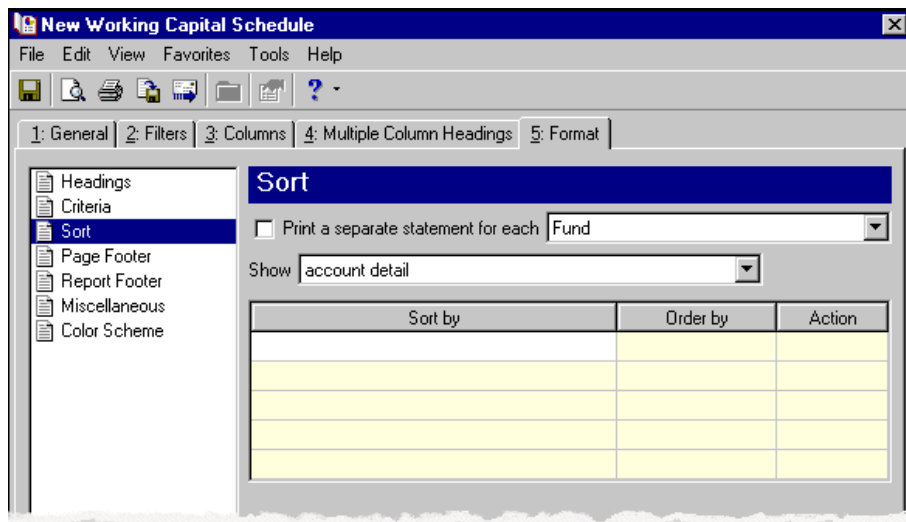 New Working Capital Schedule
File Edit View Favorites Tools Help
?
1: General 2: Filters 3: Columns 4: Multiple Column Headings 5: Format
Headings
Criteria
Sort
Page Footer
Report Footer
Miscellaneous
Color Scheme
Sort
Print a separate statement for each Fund
Show account detail
Sort by Order by Action